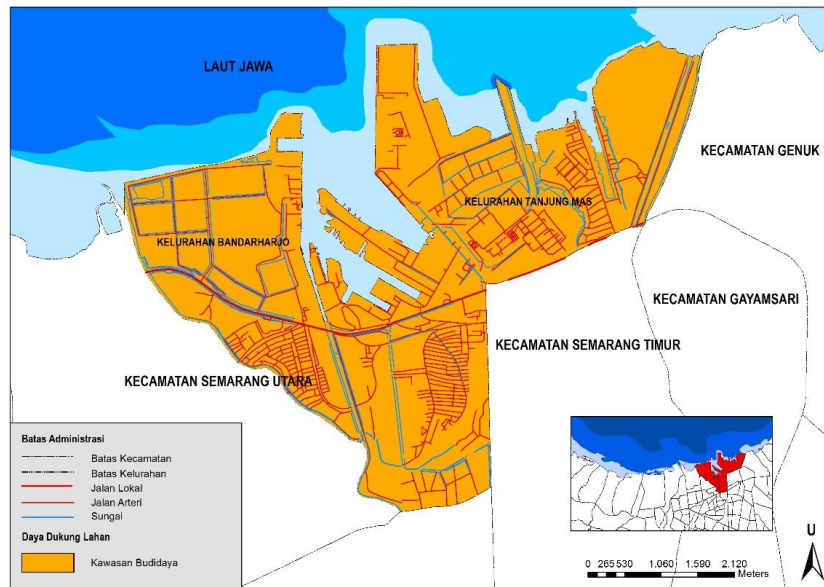 LAUT JAWA
KECAMATAN GENUK
KELURAHAN TANJUNG MAS
KELURAHAN BANDARHARJO
KECAMATAN GAYAMSARI
KECAMATAN SEMARANG TIMUR
KECAMATAN SEMARANG UTARA
Batas Administrasi
Batas Kecamatan
Batas Kelurahan
Jalan Lokal
Jalan Arteri
Sungai
Daya Dukung Lahan
Kawasan Budidaya
U
0 265 530 1.060 1.590 2.120
Meters